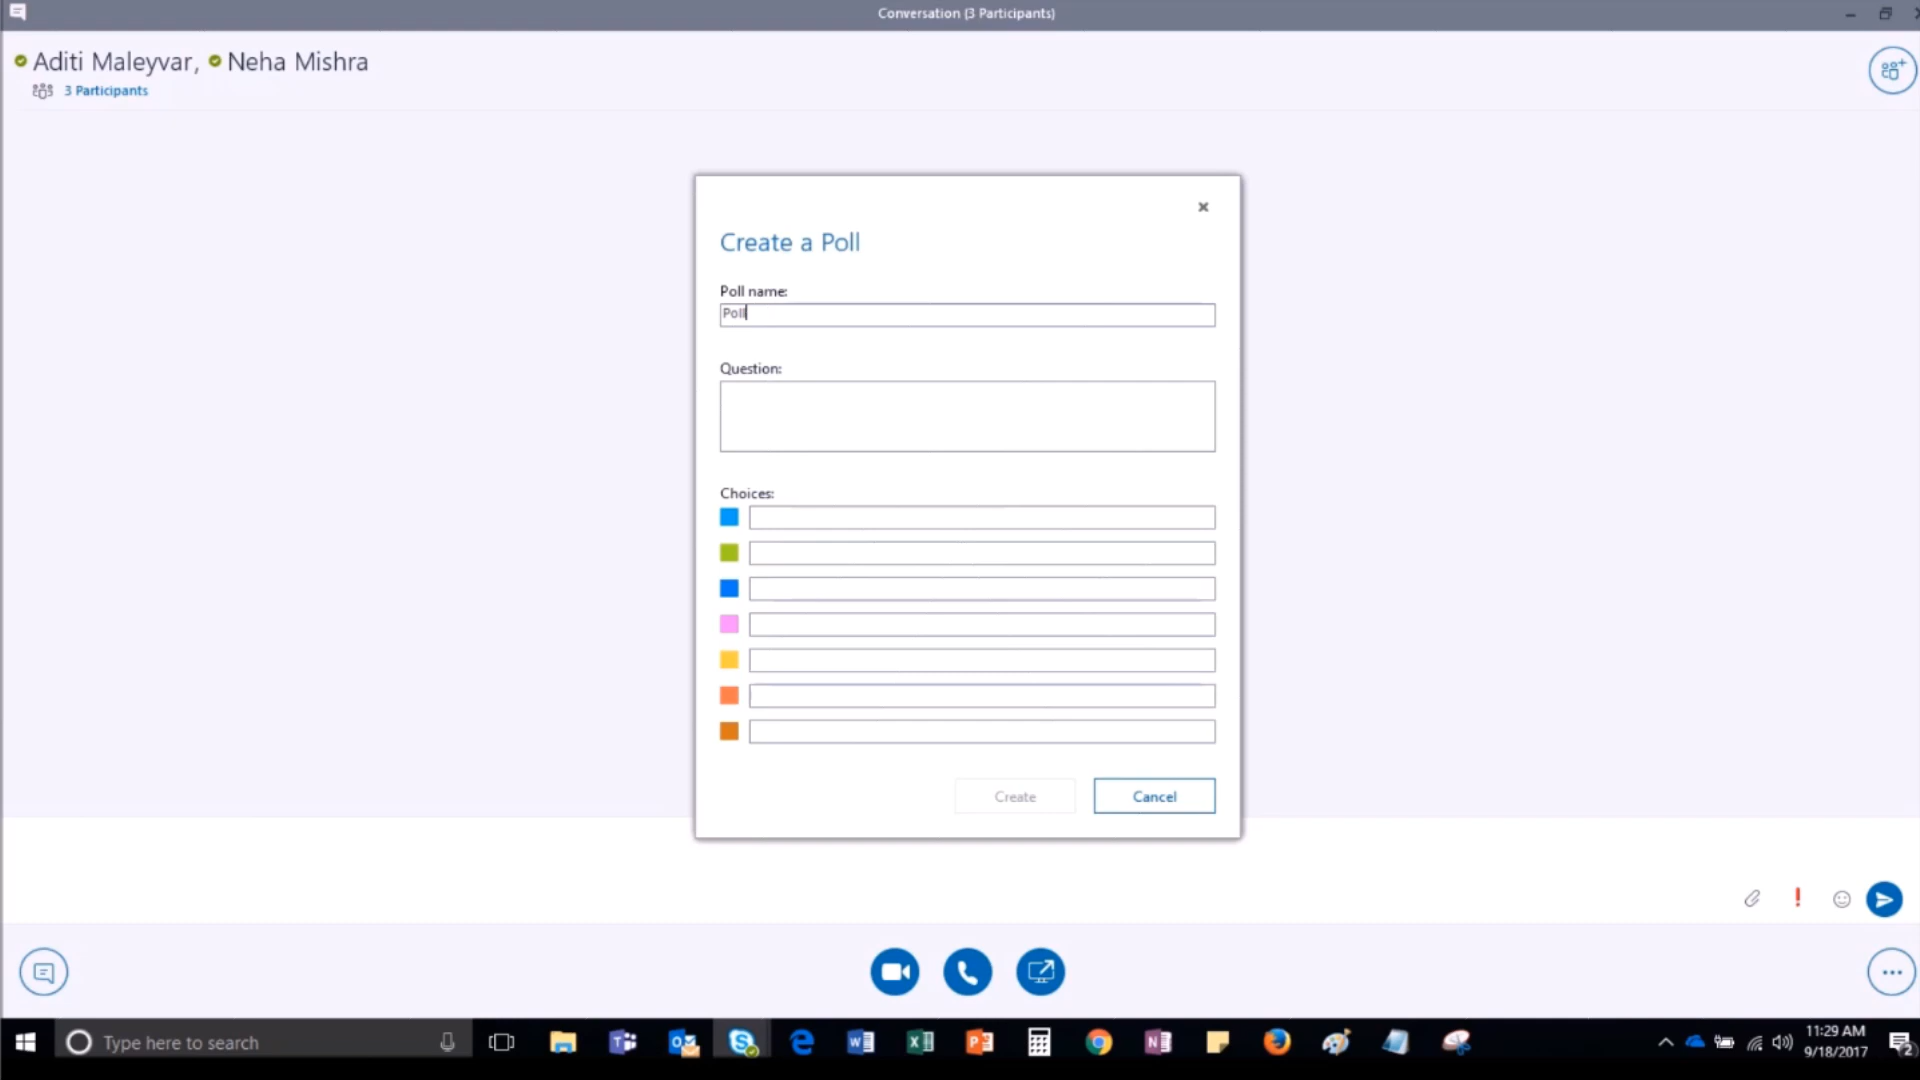 Conversation (3 Participants)
Aditi Maleyvar, Neha Mishra
3 Participants
Create a Poll
Poll name:
Poll
Question:
Choices:
Create Cancel
Type here to search
11:29 AM
9/18/2017
2